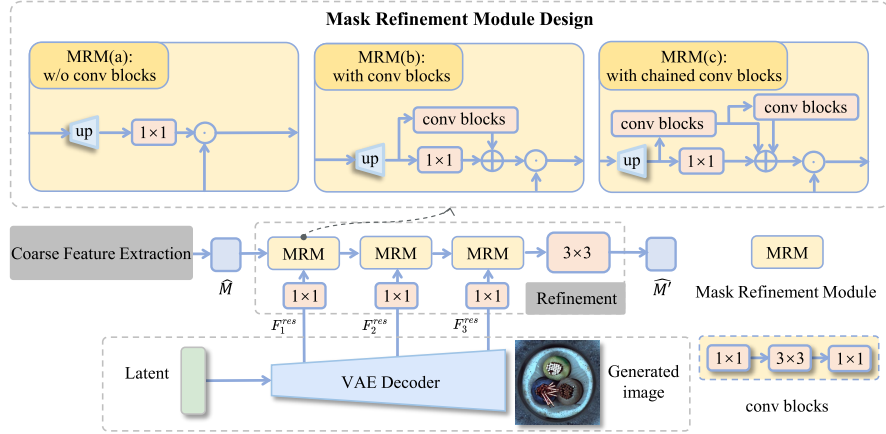 Mask Refinement Module Design
MRM(a):
w/o conv blocks
up
1×1
MRM(b):
with conv blocks
conv blocks
up
1×1
MRM(c):
with chained conv blocks
conv blocks
conv blocks
up
1×1
Coarse Feature Extraction
M̂
MRM
MRM
MRM
3×3
M̂′
1×1
1×1
1×1
Refinement
F₁ʳᵉˢ
F₂ʳᵉˢ
F₃ʳᵉˢ
MRM
Mask Refinement Module
Latent
VAE Decoder
Generated
image
1×1
3×3
1×1
conv blocks